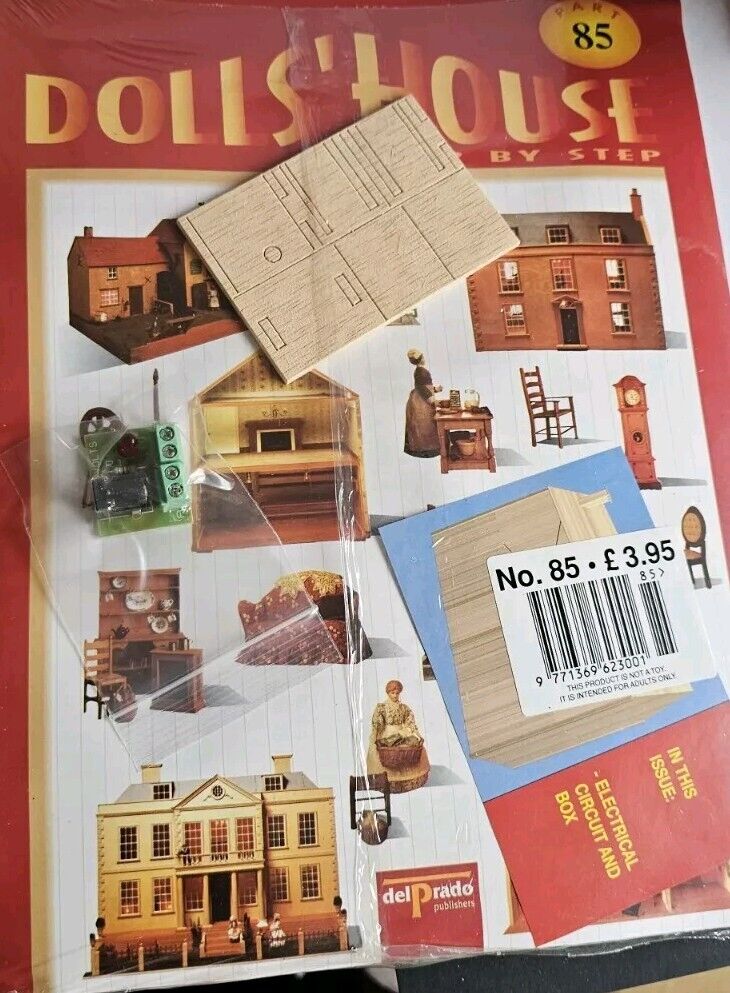 PART
85
DOLLS' HOUSE
BY STEP
No. 85 • £ 3.95
85>
9 771369 623001
THIS PRODUCT IS NOT A TOY.
IT IS INTENDED FOR ADULTS ONLY.
IN THIS
ISSUE:
- ELECTRICAL
CIRCUIT AND
BOX
del Prado
publishers